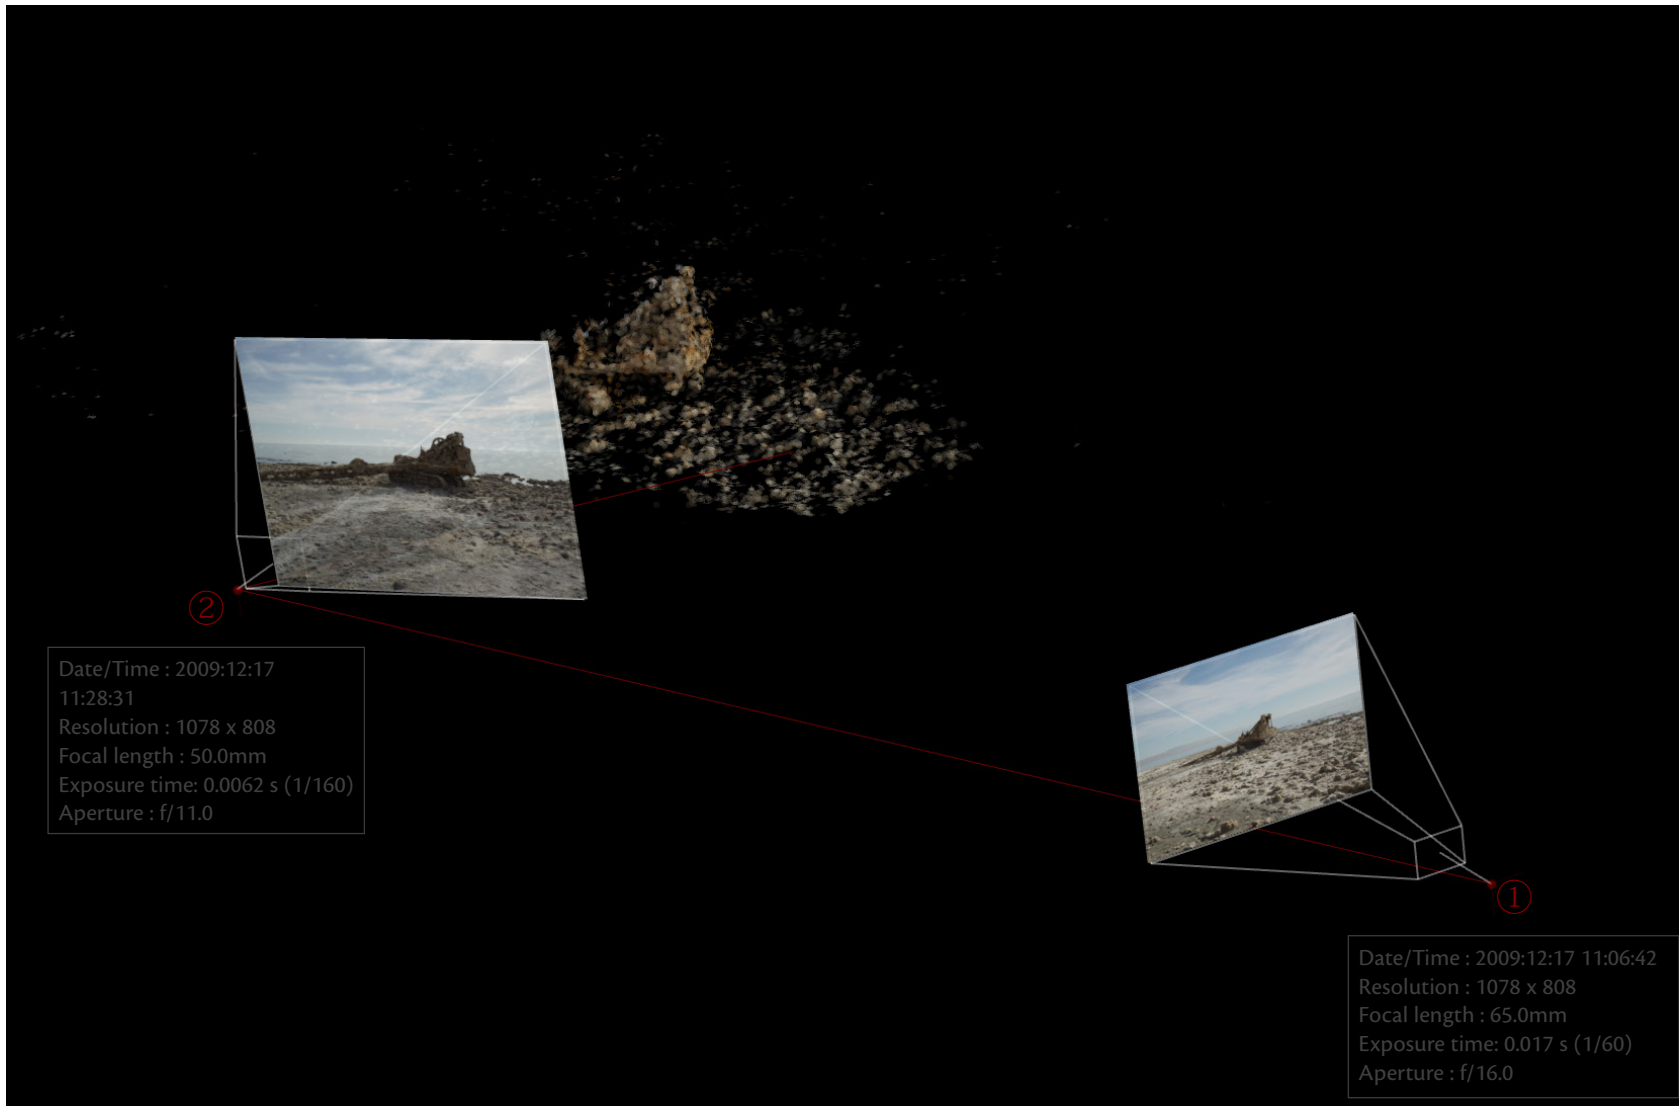 ②
Date/Time : 2009:12:17
11:28:31
Resolution : 1078 x 808
Focal length : 50.0mm
Exposure time: 0.0062 s (1/160)
Aperture : f/11.0
①
Date/Time : 2009:12:17 11:06:42
Resolution : 1078 x 808
Focal length : 65.0mm
Exposure time: 0.017 s (1/60)
Aperture : f/16.0